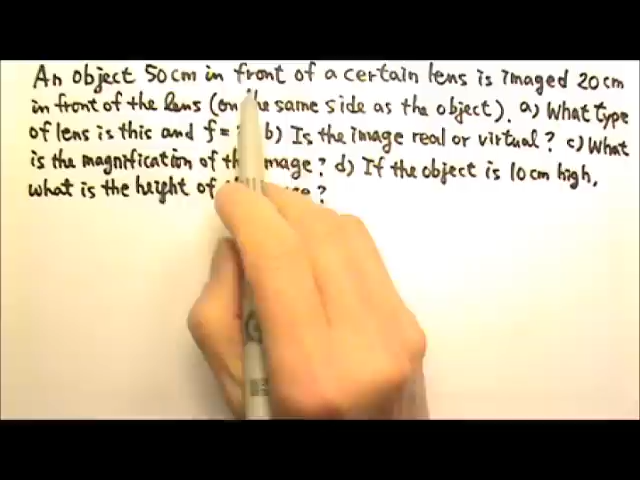 An object 50cm in front of a certain lens is imaged 20cm
in front of the lens (on the same side as the object). a) What type
of lens is this and f = ? b) Is the image real or virtual? c) What
is the magnification of the image? d) If the object is 10cm high,
what is the height of ?